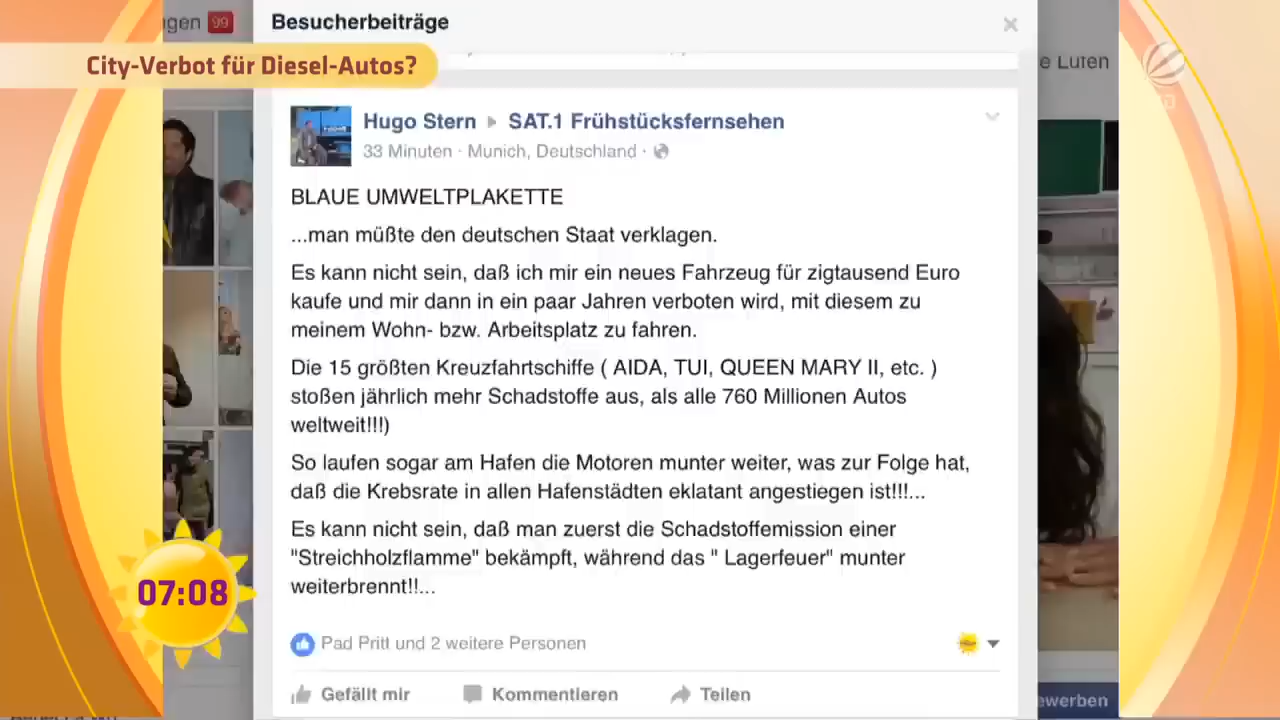 99
Besucherbeiträge
City-Verbot für Diesel-Autos?
e Luten
Hugo Stern ▸ SAT.1 Frühstücksfernsehen
33 Minuten · Munich, Deutschland ·
BLAUE UMWELTPLAKETTE
...man müßte den deutschen Staat verklagen.
Es kann nicht sein, daß ich mir ein neues Fahrzeug für zigtausend Euro
kaufe und mir dann in ein paar Jahren verboten wird, mit diesem zu
meinem Wohn- bzw. Arbeitsplatz zu fahren.
Die 15 größten Kreuzfahrtschiffe ( AIDA, TUI, QUEEN MARY II, etc. )
stoßen jährlich mehr Schadstoffe aus, als alle 760 Millionen Autos
weltweit!!!)
So laufen sogar am Hafen die Motoren munter weiter, was zur Folge hat,
daß die Krebsrate in allen Hafenstädten eklatant angestiegen ist!!!...
Es kann nicht sein, daß man zuerst die Schadstoffemission einer
"Streichholzflamme" bekämpft, während das " Lagerfeuer" munter
weiterbrennt!!...
07:08
Pad Pritt und 2 weitere Personen
Gefällt mir Kommentieren Teilen
ewerben